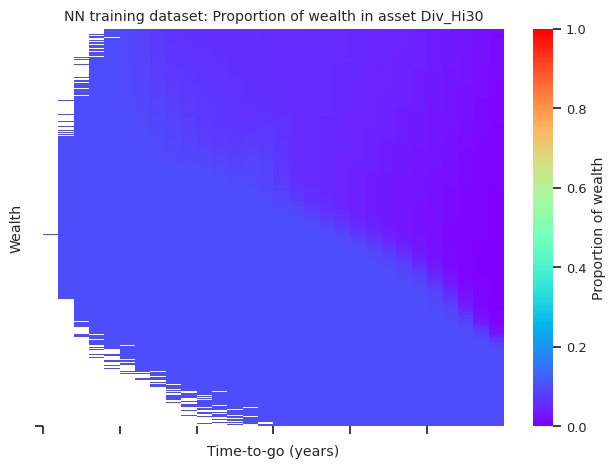 NN training dataset: Proportion of wealth in asset Div_Hi30
Wealth
Time-to-go (years)
1.0
0.8
0.6
0.4
0.2
0.0
Proportion of wealth